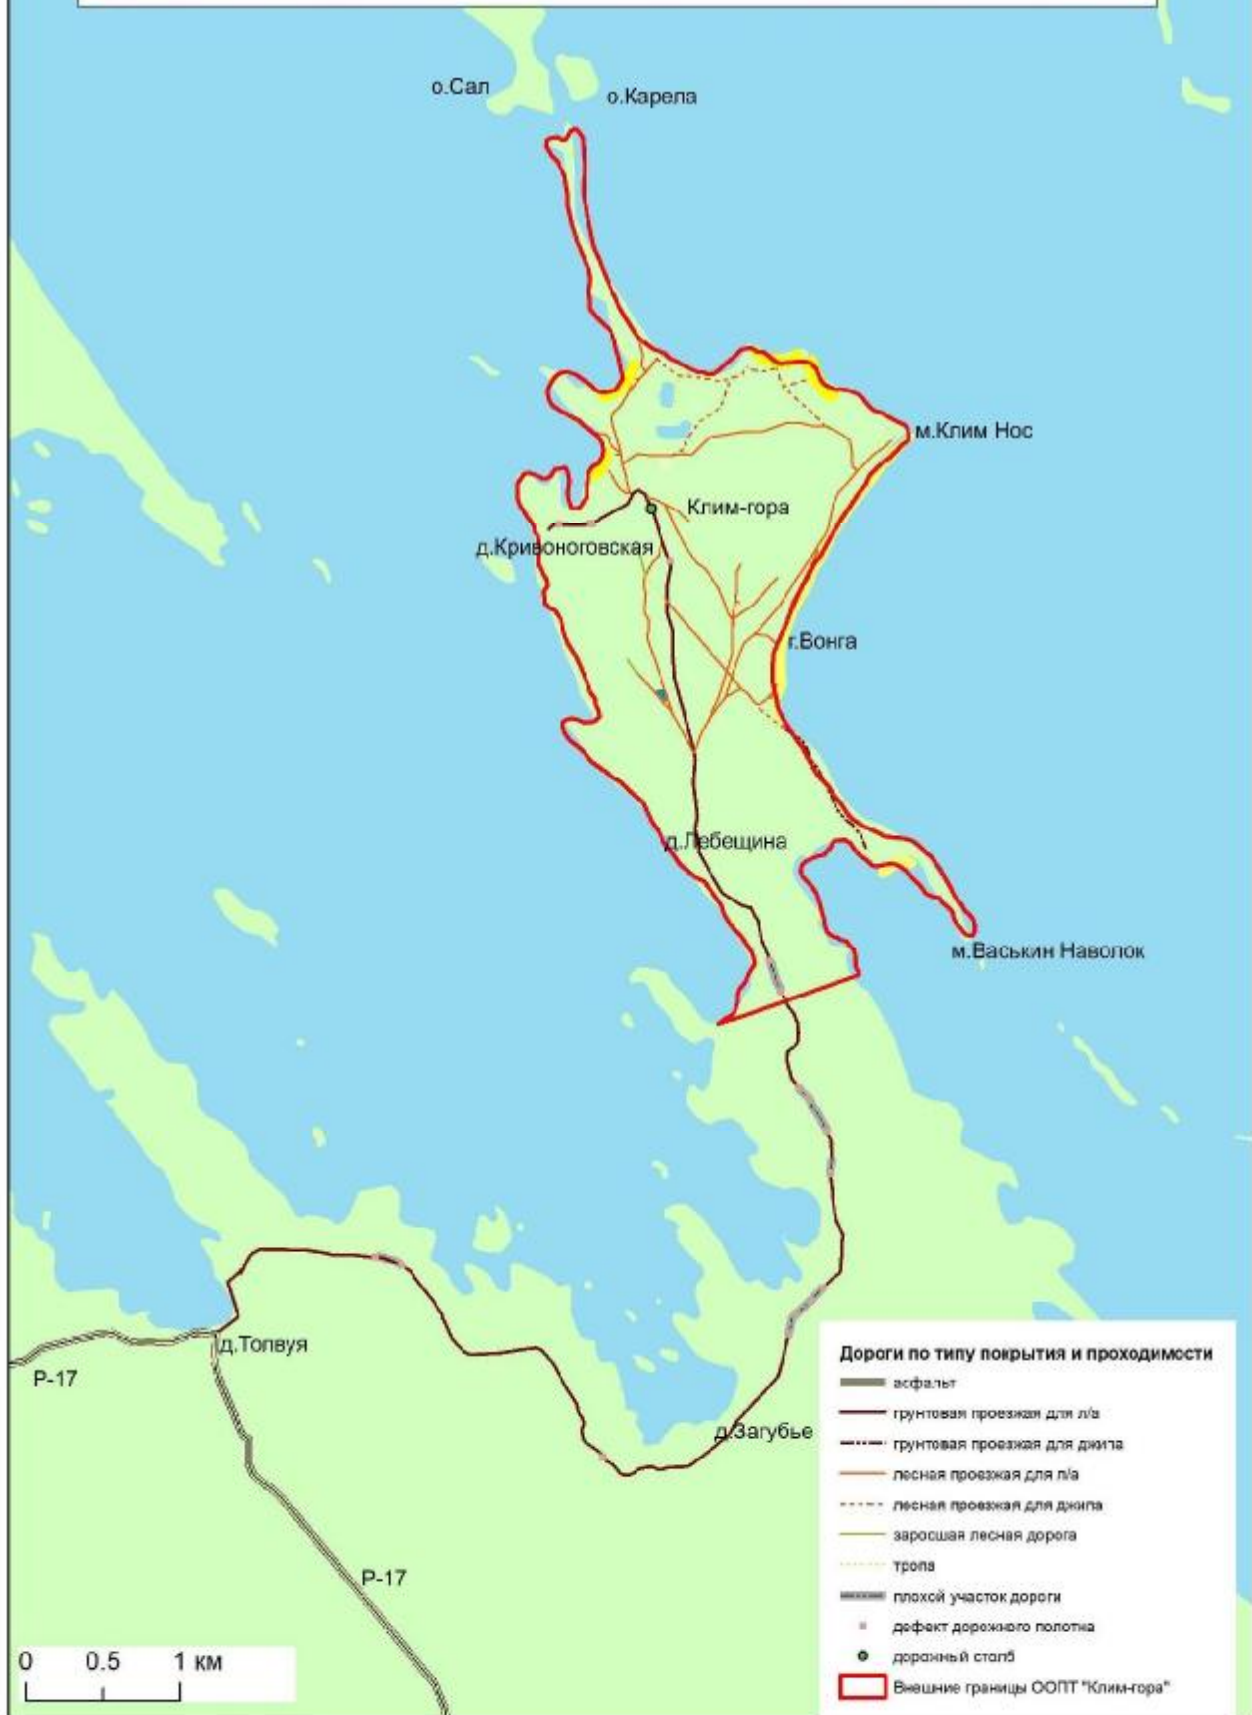 о.Сал
о.Карела
м.Клим Нос
Клим-гора
д.Кривоноговская
г.Вонга
д.Лебещина
м.Васькин Наволок
д.Толвуя
Р-17
д.Загубье
Р-17
0 0.5 1 км
Дороги по типу покрытия и проходимости
асфальт
грунтовая проезжая для л/а
грунтовая проезжая для джипа
лесная проезжая для л/а
лесная проезжая для джипа
заросшая лесная дорога
тропа
плохой участок дороги
дефект дорожного полотна
дорожный столб
Внешние границы ООПТ "Клим-гора"